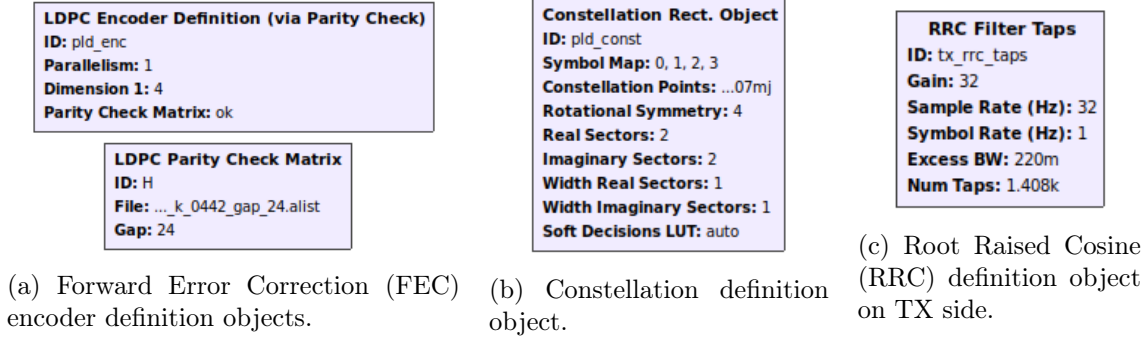 LDPC Encoder Definition (via Parity Check)
ID: pld_enc
Parallelism: 1
Dimension 1: 4
Parity Check Matrix: ok
LDPC Parity Check Matrix
ID: H
File: ..._k_0442_gap_24.alist
Gap: 24
(a) Forward Error Correction (FEC)
encoder definition objects.
Constellation Rect. Object
ID: pld_const
Symbol Map: 0, 1, 2, 3
Constellation Points: ...07mj
Rotational Symmetry: 4
Real Sectors: 2
Imaginary Sectors: 2
Width Real Sectors: 1
Width Imaginary Sectors: 1
Soft Decisions LUT: auto
(b) Constellation definition
object.
RRC Filter Taps
ID: tx_rrc_taps
Gain: 32
Sample Rate (Hz): 32
Symbol Rate (Hz): 1
Excess BW: 220m
Num Taps: 1.408k
(c) Root Raised Cosine
(RRC) definition object
on TX side.